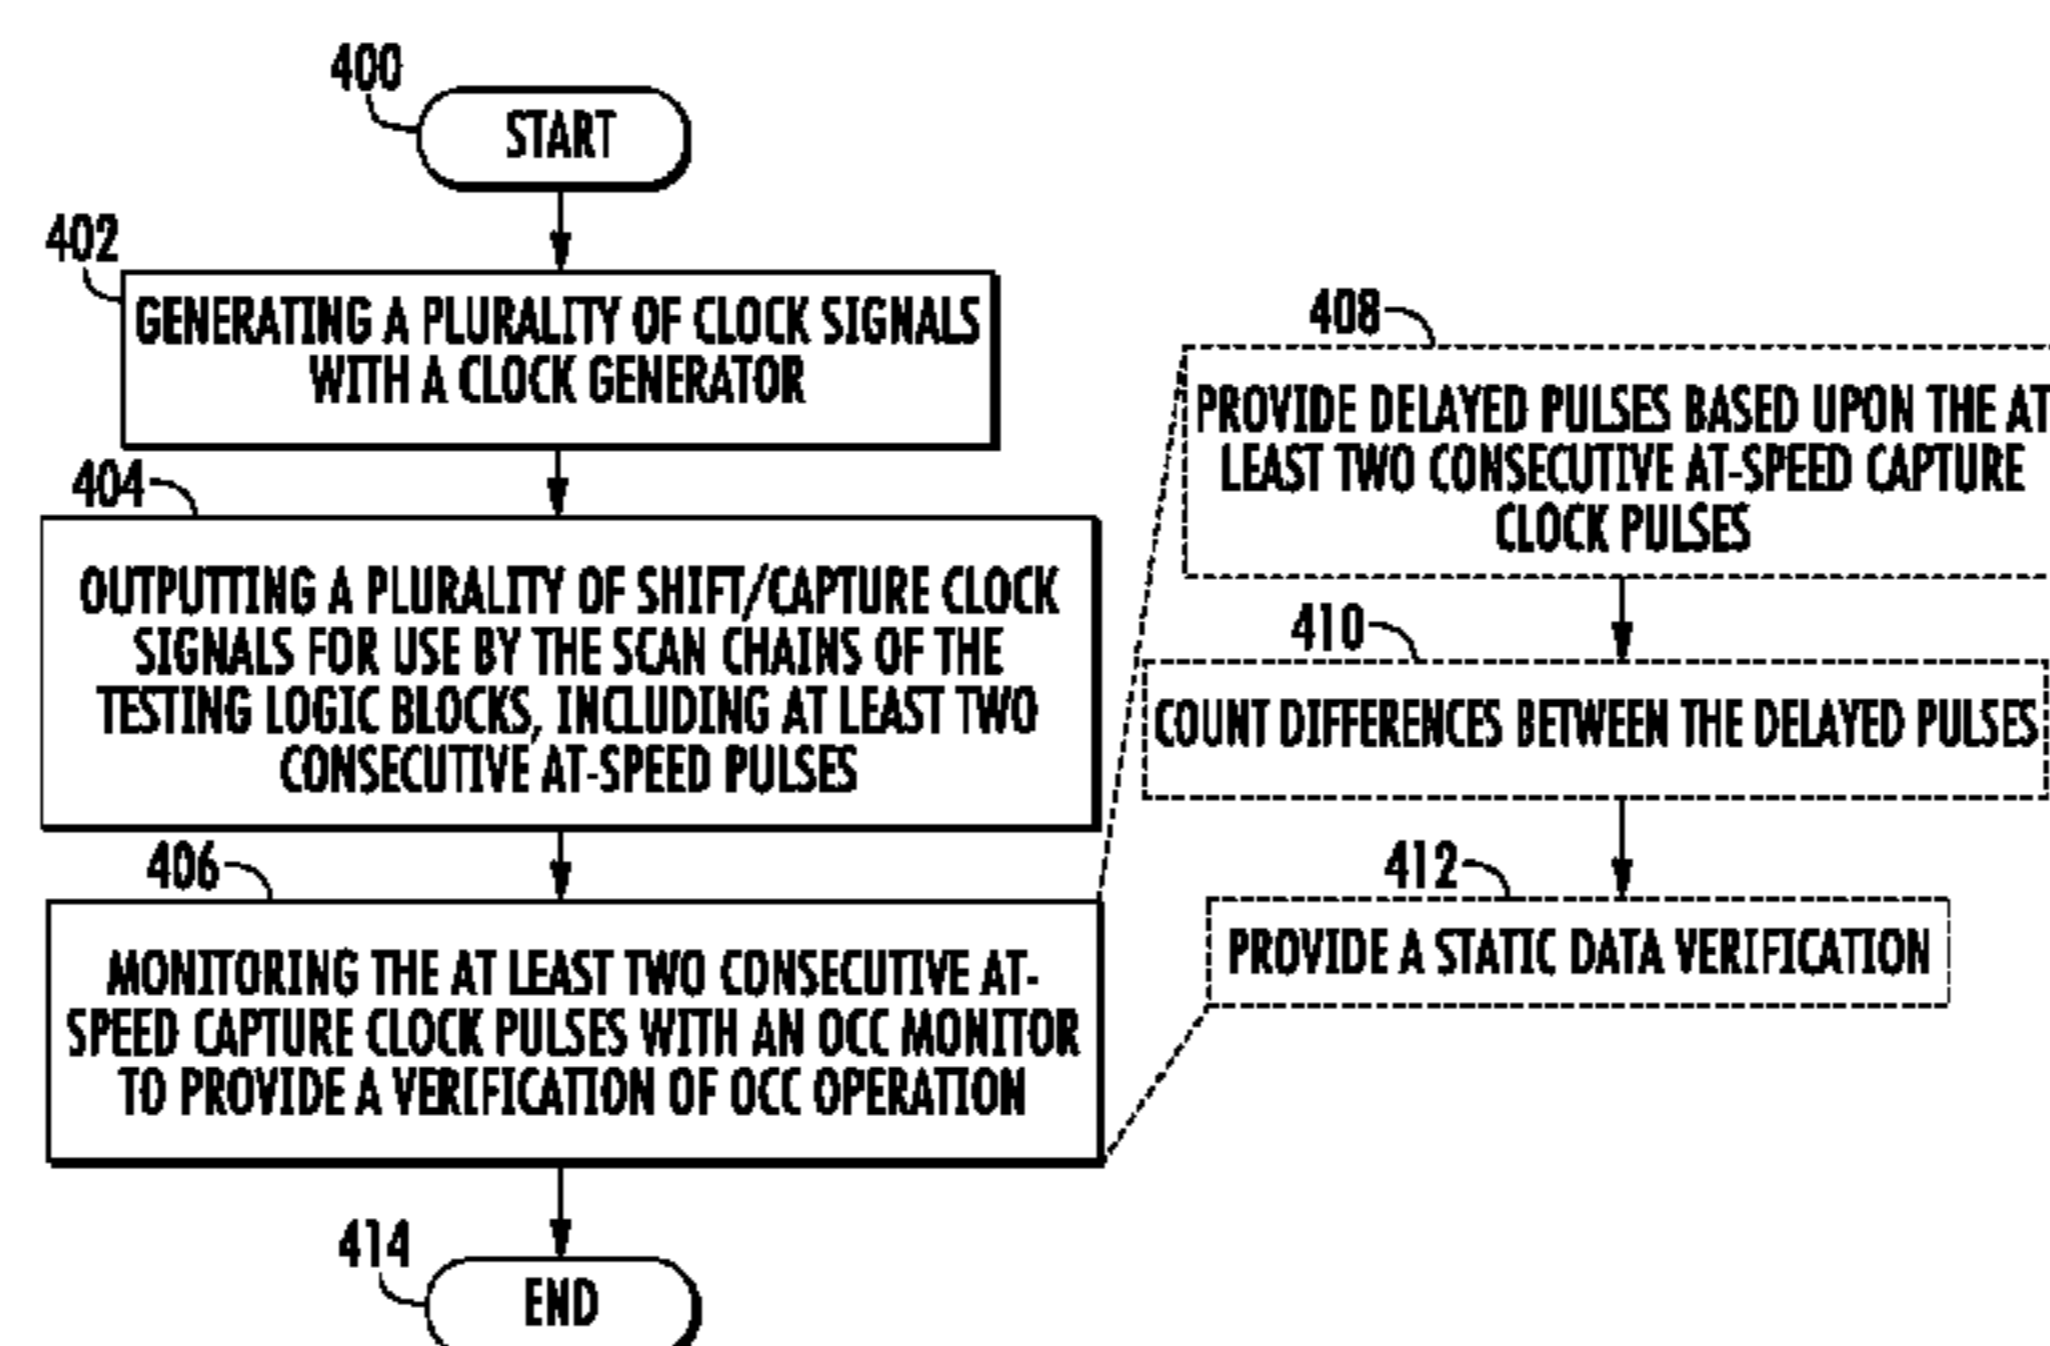 400
START
402
GENERATING A PLURALITY OF CLOCK SIGNALS
WITH A CLOCK GENERATOR
404
OUTPUTTING A PLURALITY OF SHIFT/CAPTURE CLOCK
SIGNALS FOR USE BY THE SCAN CHAINS OF THE
TESTING LOGIC BLOCKS, INCLUDING AT LEAST TWO
CONSECUTIVE AT-SPEED PULSES
406
MONITORING THE AT LEAST TWO CONSECUTIVE AT-
SPEED CAPTURE CLOCK PULSES WITH AN OCC MONITOR
TO PROVIDE A VERIFICATION OF OCC OPERATION
414
END
408
PROVIDE DELAYED PULSES BASED UPON THE AT
LEAST TWO CONSECUTIVE AT-SPEED CAPTURE
CLOCK PULSES
410
COUNT DIFFERENCES BETWEEN THE DELAYED PULSES
412
PROVIDE A STATIC DATA VERIFICATION